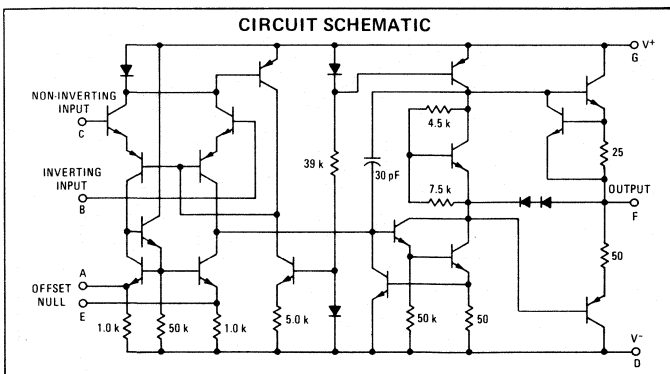 CIRCUIT SCHEMATIC
V+
G
NON-INVERTING
INPUT
C
4.5 k
39 k
30 pF
25
INVERTING
INPUT
B
7.5 k
OUTPUT
F
50
A
OFFSET
NULL
E
1.0 k
50 k
1.0 k
5.0 k
50 k
50
V-
D